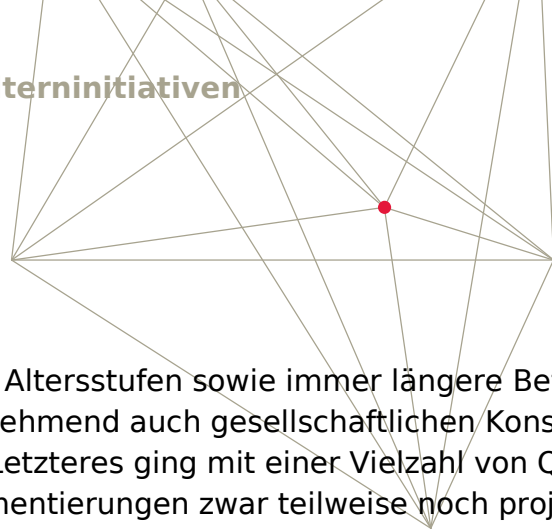 terninitiativen
Altersstufen sowie immer längere Be
ehmend auch gesellschaftlichen Kons
Letzteres ging mit einer Vielzahl von Q
mentierungen zwar teilweise noch proj